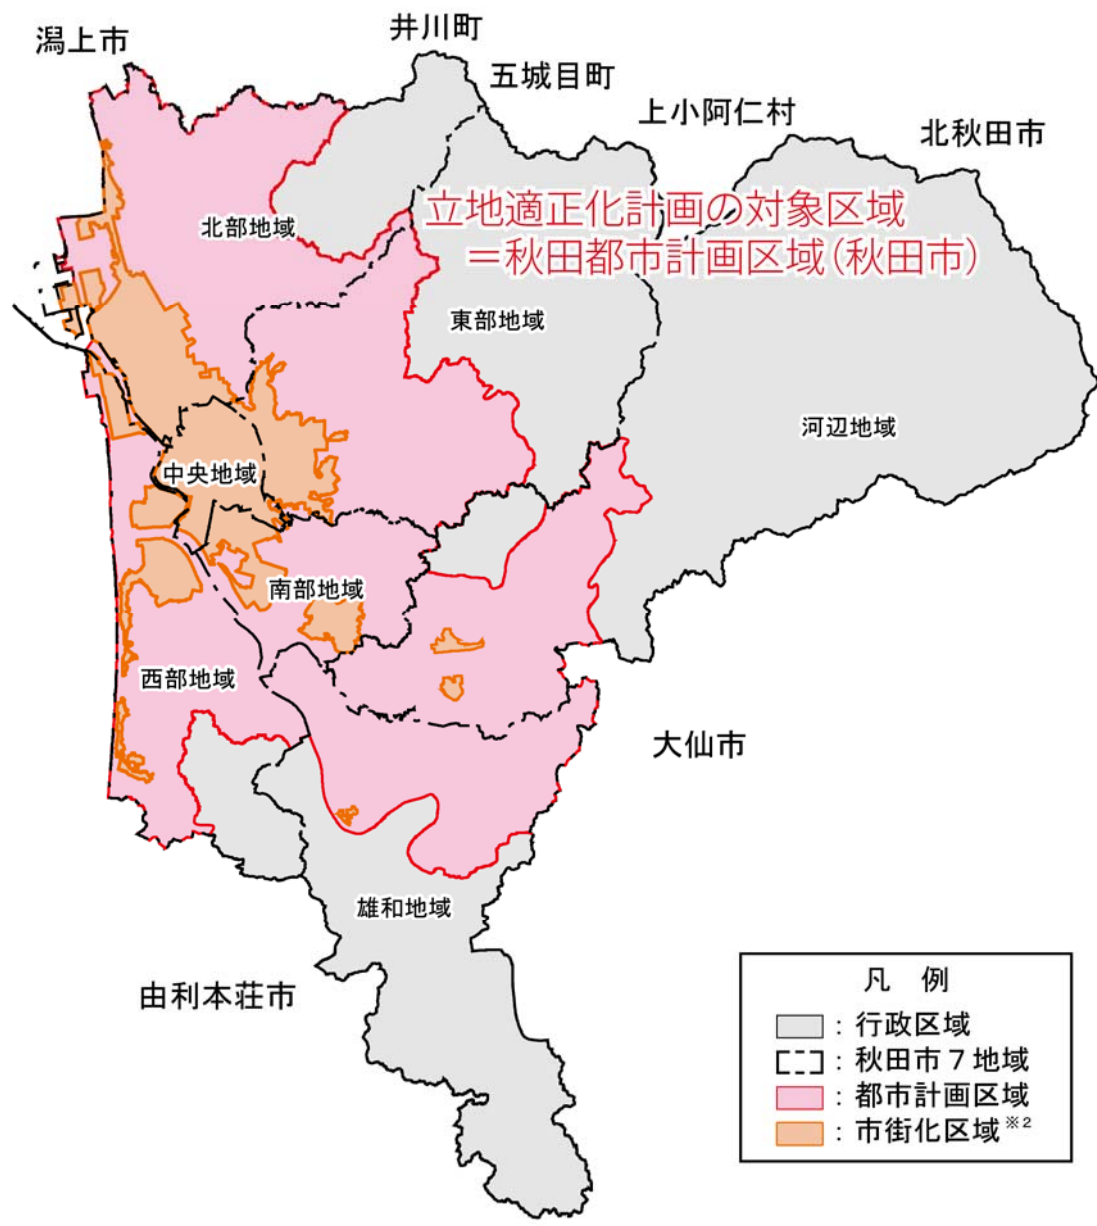 潟上市
井川町
五城目町
上小阿仁村
北秋田市
立地適正化計画の対象区域
＝秋田都市計画区域(秋田市)
北部地域
東部地域
河辺地域
中央地域
南部地域
西部地域
大仙市
雄和地域
由利本荘市
凡 例
：行政区域
：秋田市７地域
：都市計画区域
：市街化区域※2